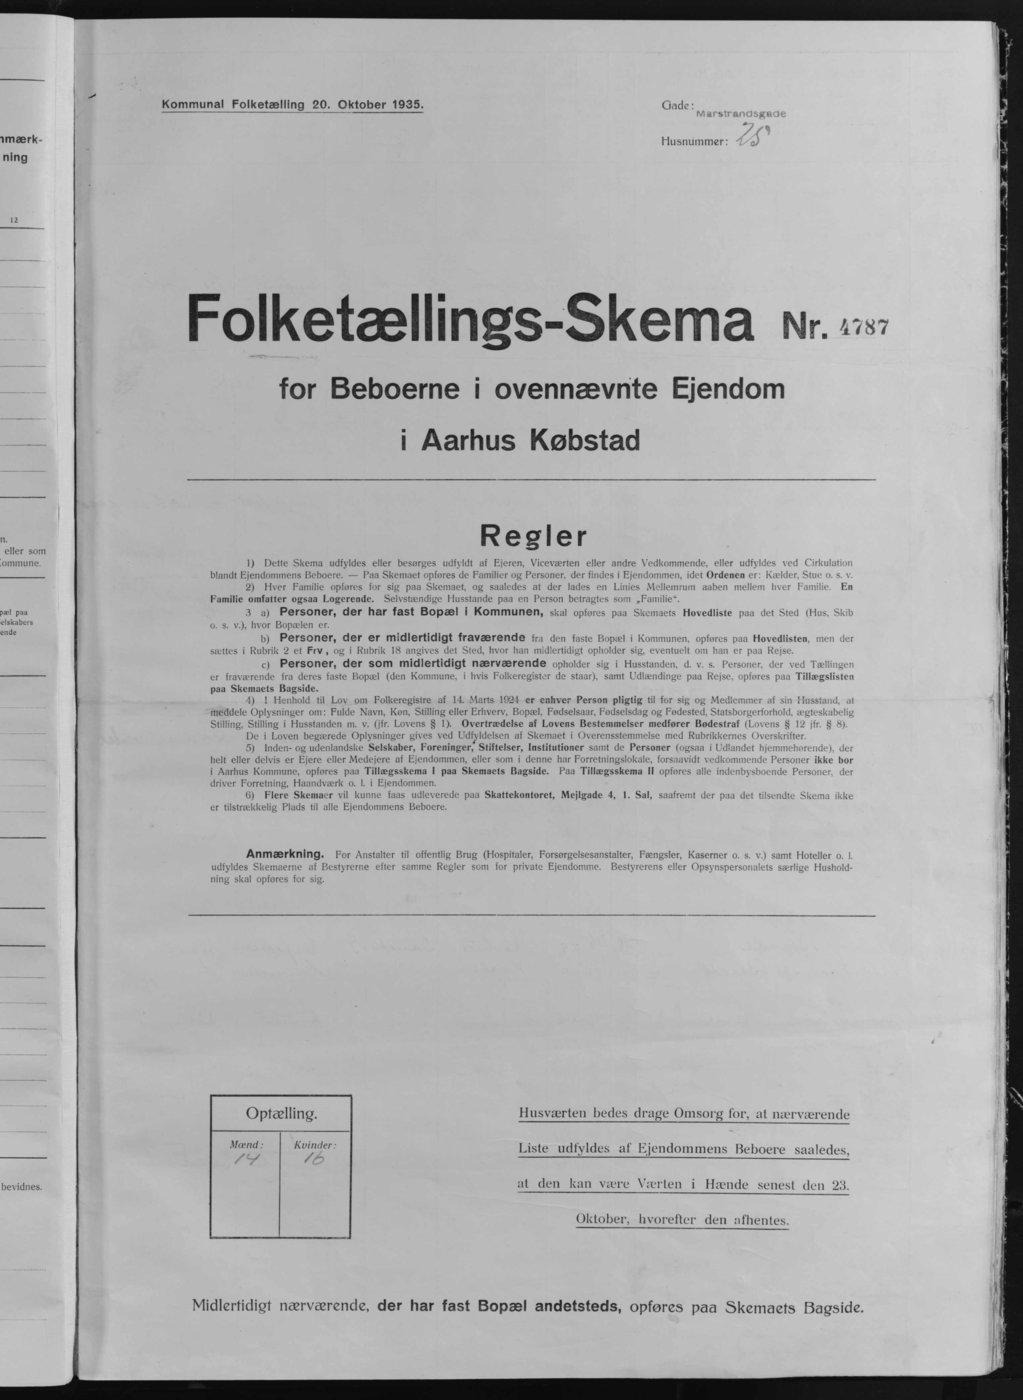 nmærk-
ning
12
n.
eller som
Kommune.
pæl paa
elskabers
ende
bevidnes.
Kommunal Folketælling 20. Oktober 1935.
Gade: Marstrandsgade
Husnummer: 25
Folketællings-Skema Nr. 4787
for Beboerne i ovennævnte Ejendom
i Aarhus Købstad
Regler
1) Dette Skema udfyldes eller besørges udfyldt af Ejeren, Viceværten eller andre Vedkommende, eller udfyldes ved Cirkulation
blandt Ejendommens Beboere. — Paa Skemaet opføres de Familier og Personer, der findes i Ejendommen, idet Ordenen er: Kælder, Stue o. s. v.
2) Hver Familie opføres for sig paa Skemaet, og saaledes at der lades en Linies Mellemrum aaben mellem hver Familie. En
Familie omfatter ogsaa Logerende. Selvstændige Husstande paa en Person betragtes som „Familie“.
3 a) Personer, der har fast Bopæl i Kommunen, skal opføres paa Skemaets Hovedliste paa det Sted (Hus, Skib
o. s. v.), hvor Bopælen er.
b) Personer, der er midlertidigt fraværende fra den faste Bopæl i Kommunen, opføres paa Hovedlisten, men der
sættes i Rubrik 2 et Frv, og i Rubrik 18 angives det Sted, hvor han midlertidigt opholder sig, eventuelt om han er paa Rejse.
c) Personer, der som midlertidigt nærværende opholder sig i Husstanden, d. v. s. Personer, der ved Tællingen
er fraværende fra deres faste Bopæl (den Kommune, i hvis Folkeregister de staar), samt Udlændinge paa Rejse, opføres paa Tillægslisten
paa Skemaets Bagside.
4) I Henhold til Lov om Folkeregistre af 14. Marts 1924 er enhver Person pligtig til for sig og Medlemmer af sin Husstand, at
meddele Oplysninger om: Fulde Navn, Køn, Stilling eller Erhverv, Bopæl, Fødselsaar, Fødselsdag og Fødested, Statsborgerforhold, ægteskabelig
Stilling, Stilling i Husstanden m. v. (jfr. Lovens § 1). Overtrædelse af Lovens Bestemmelser medfører Bødestraf (Lovens § 12 jfr. § 8).
De i Loven begærede Oplysninger gives ved Udfyldelsen af Skemaet i Overensstemmelse med Rubrikkernes Overskrifter.
5) Inden- og udenlandske Selskaber, Foreninger, Stiftelser, Institutioner samt de Personer (ogsaa i Udlandet hjemmehørende), der
helt eller delvis er Ejere eller Medejere af Ejendommen, eller som i denne har Forretningslokale, forsaavidt vedkommende Personer ikke bor
i Aarhus Kommune, opføres paa Tillægsskema I paa Skemaets Bagside. Paa Tillægsskema II opføres alle indenbysboende Personer, der
driver Forretning, Haandværk o. l. i Ejendommen.
6) Flere Skemaer vil kunne faas udleverede paa Skattekontoret, Mejlgade 4, 1. Sal, saafremt der paa det tilsendte Skema ikke
er tilstrækkelig Plads til alle Ejendommens Beboere.
Anmærkning. For Anstalter til offentlig Brug (Hospitaler, Forsørgelsesanstalter, Fængsler, Kaserner o. s. v.) samt Hoteller o. l.
udfyldes Skemaerne af Bestyrerne efter samme Regler som for private Ejendomme. Bestyrerens eller Opsynspersonalets særlige Hushold-
ning skal opføres for sig.
Optælling.
Mænd: Kvinder:
14 16
Husværten bedes drage Omsorg for, at nærværende
Liste udfyldes af Ejendommens Beboere saaledes,
at den kan være Værten i Hænde senest den 23.
Oktober, hvorefter den afhentes.
Midlertidigt nærværende, der har fast Bopæl andetsteds, opføres paa Skemaets Bagside.